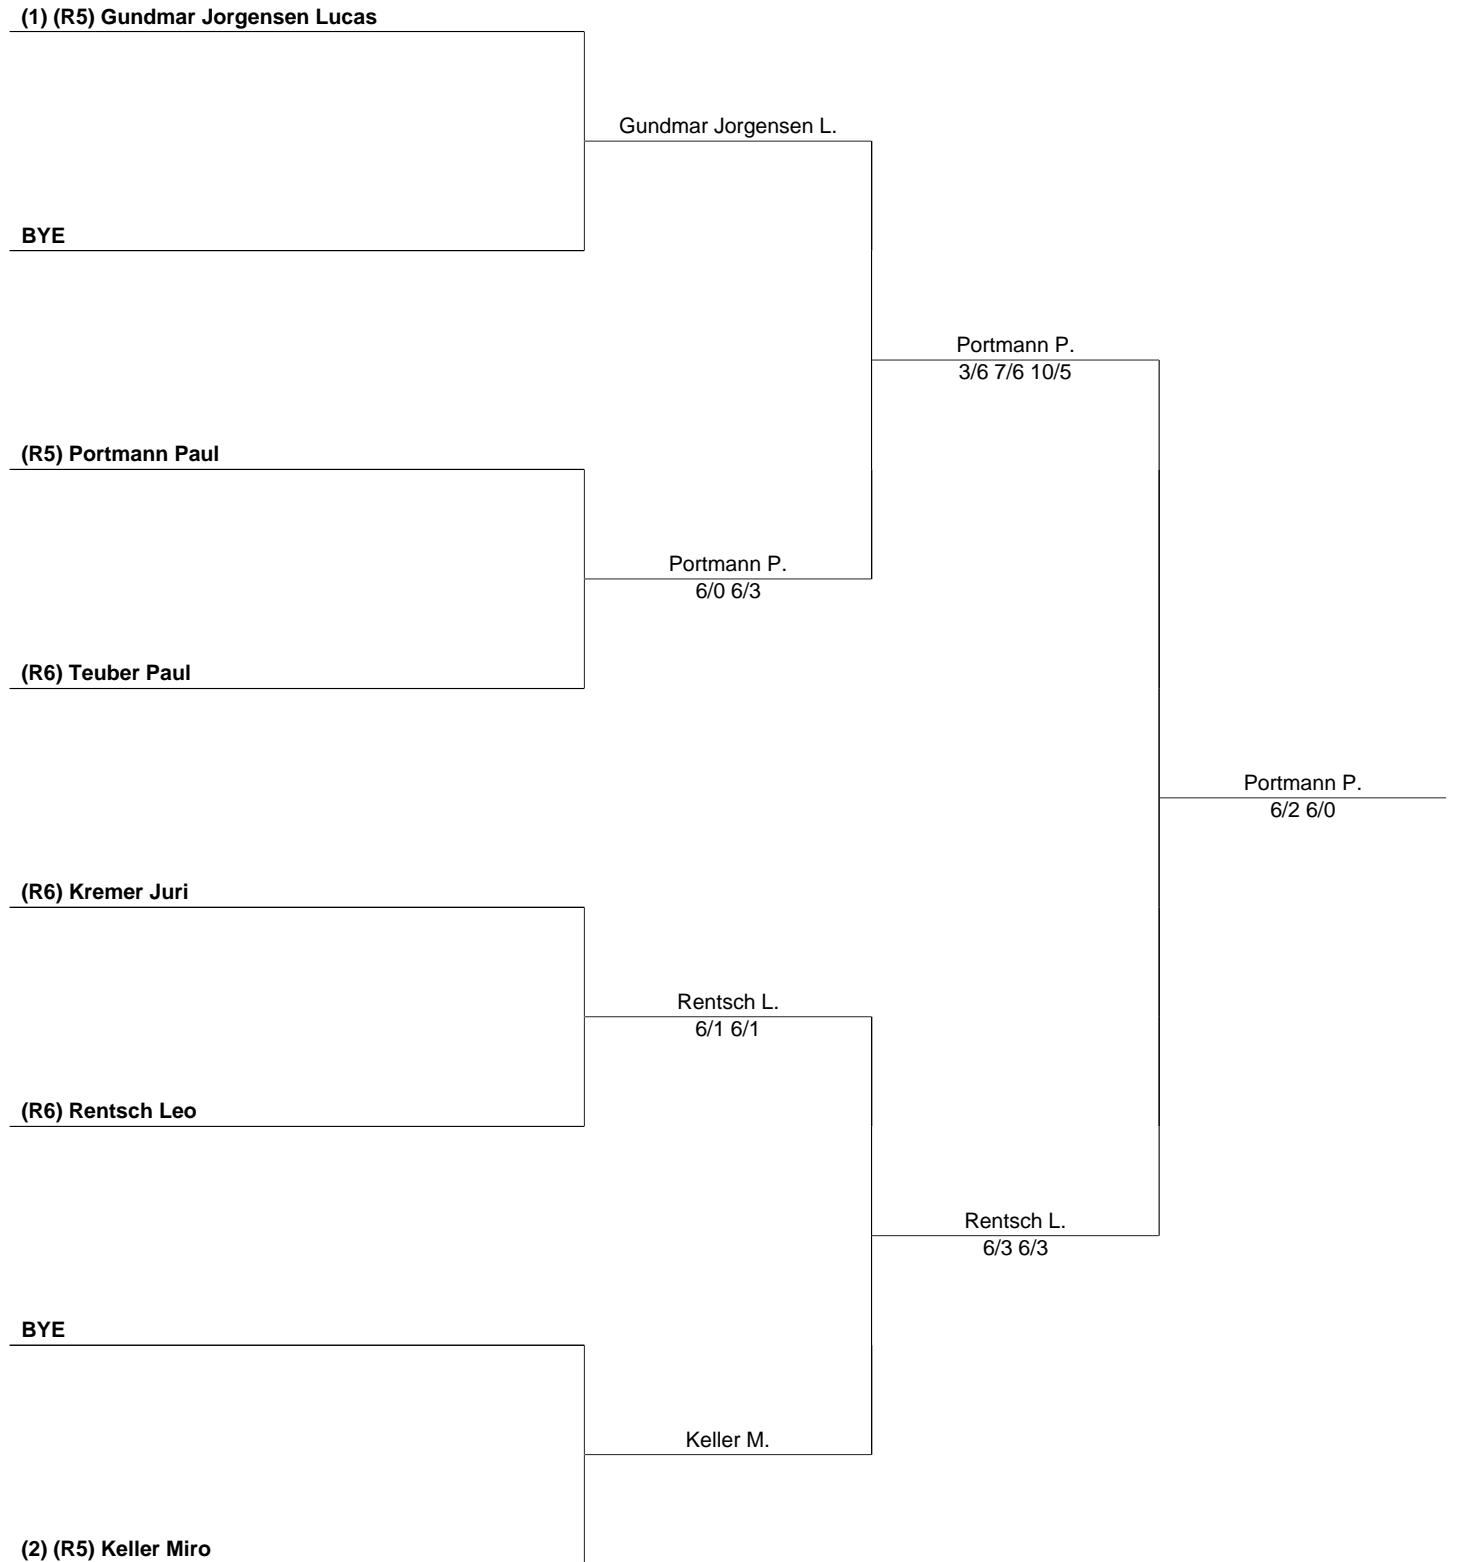 (1) (R5) Gundmar Jorgensen Lucas
Gundmar Jorgensen L.
BYE
Portmann P.
3/6 7/6 10/5
(R5) Portmann Paul
Portmann P.
6/0 6/3
(R6) Teuber Paul
Portmann P.
6/2 6/0
(R6) Kremer Juri
Rentsch L.
6/1 6/1
(R6) Rentsch Leo
Rentsch L.
6/3 6/3
BYE
Keller M.
(2) (R5) Keller Miro